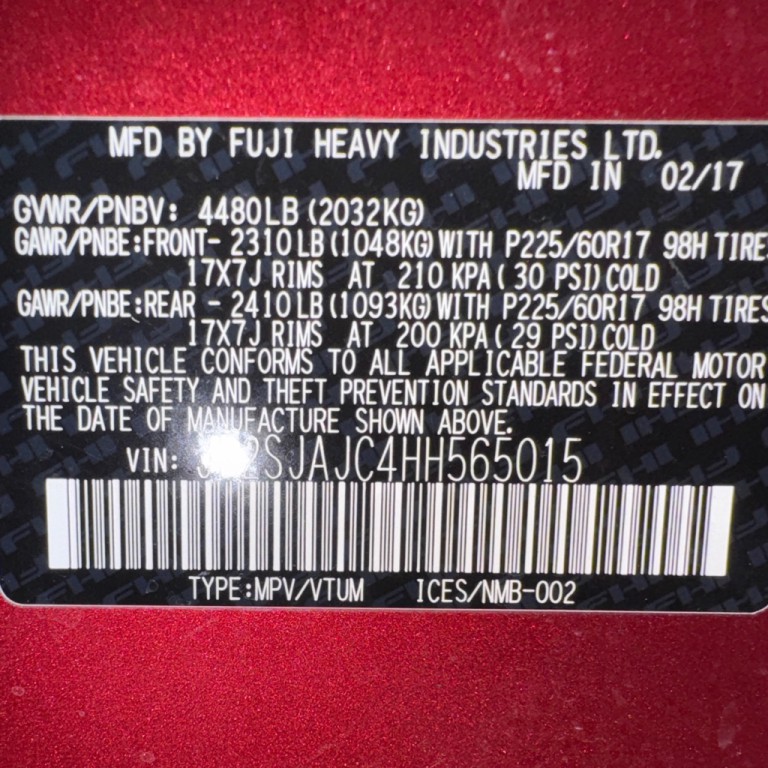 MFD BY FUJI HEAVY INDUSTRIES LTD.
MFD IN 02/17
GVWR/PNBV: 4480LB (2032KG)
GAWR/PNBE:FRONT- 2310 LB (1048KG) WITH P225/60R17 98H TIRES
17X7J RIMS AT 210 KPA ( 30 PSI) COLD
GAWR/PNBE:REAR - 2410 LB (1093KG) WITH P225/60R17 98H TIRES
17X7J RIMS AT 200 KPA ( 29 PSI) COLD
THIS VEHICLE CONFORMS TO ALL APPLICABLE FEDERAL MOTOR
VEHICLE SAFETY AND THEFT PREVENTION STANDARDS IN EFFECT ON
THE DATE OF MANUFACTURE SHOWN ABOVE.
VIN:
TYPE:MPV/VTUM ICES/NMB-002